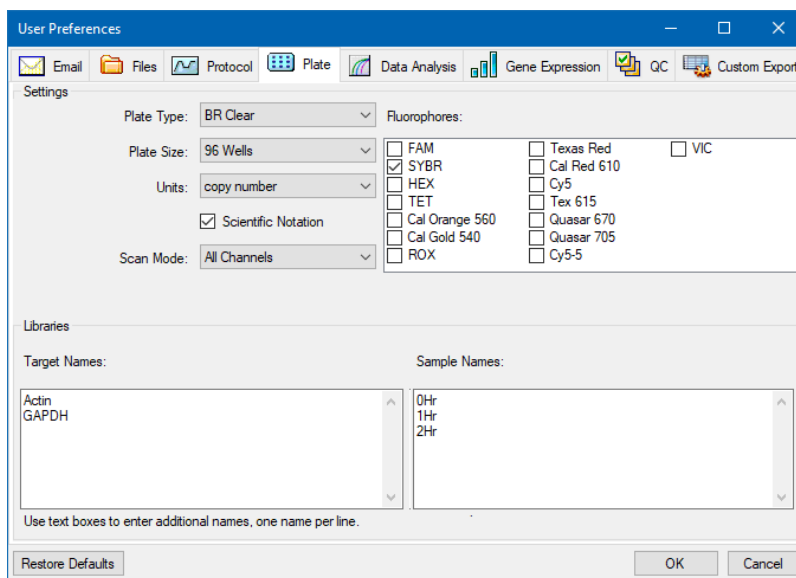 User Preferences
Email Files Protocol Plate Data Analysis Gene Expression QC Custom Export
Settings
Plate Type: BR Clear Fluorophores:
Plate Size: 96 Wells
Units: copy number
Scientific Notation
Scan Mode: All Channels
FAM Texas Red VIC
SYBR Cal Red 610
HEX Cy5
TET Tex 615
Cal Orange 560 Quasar 670
Cal Gold 540 Quasar 705
ROX Cy5-5
Libraries
Target Names: Sample Names:
Actin 0Hr
GAPDH 1Hr
2Hr
Use text boxes to enter additional names, one name per line.
Restore Defaults OK Cancel